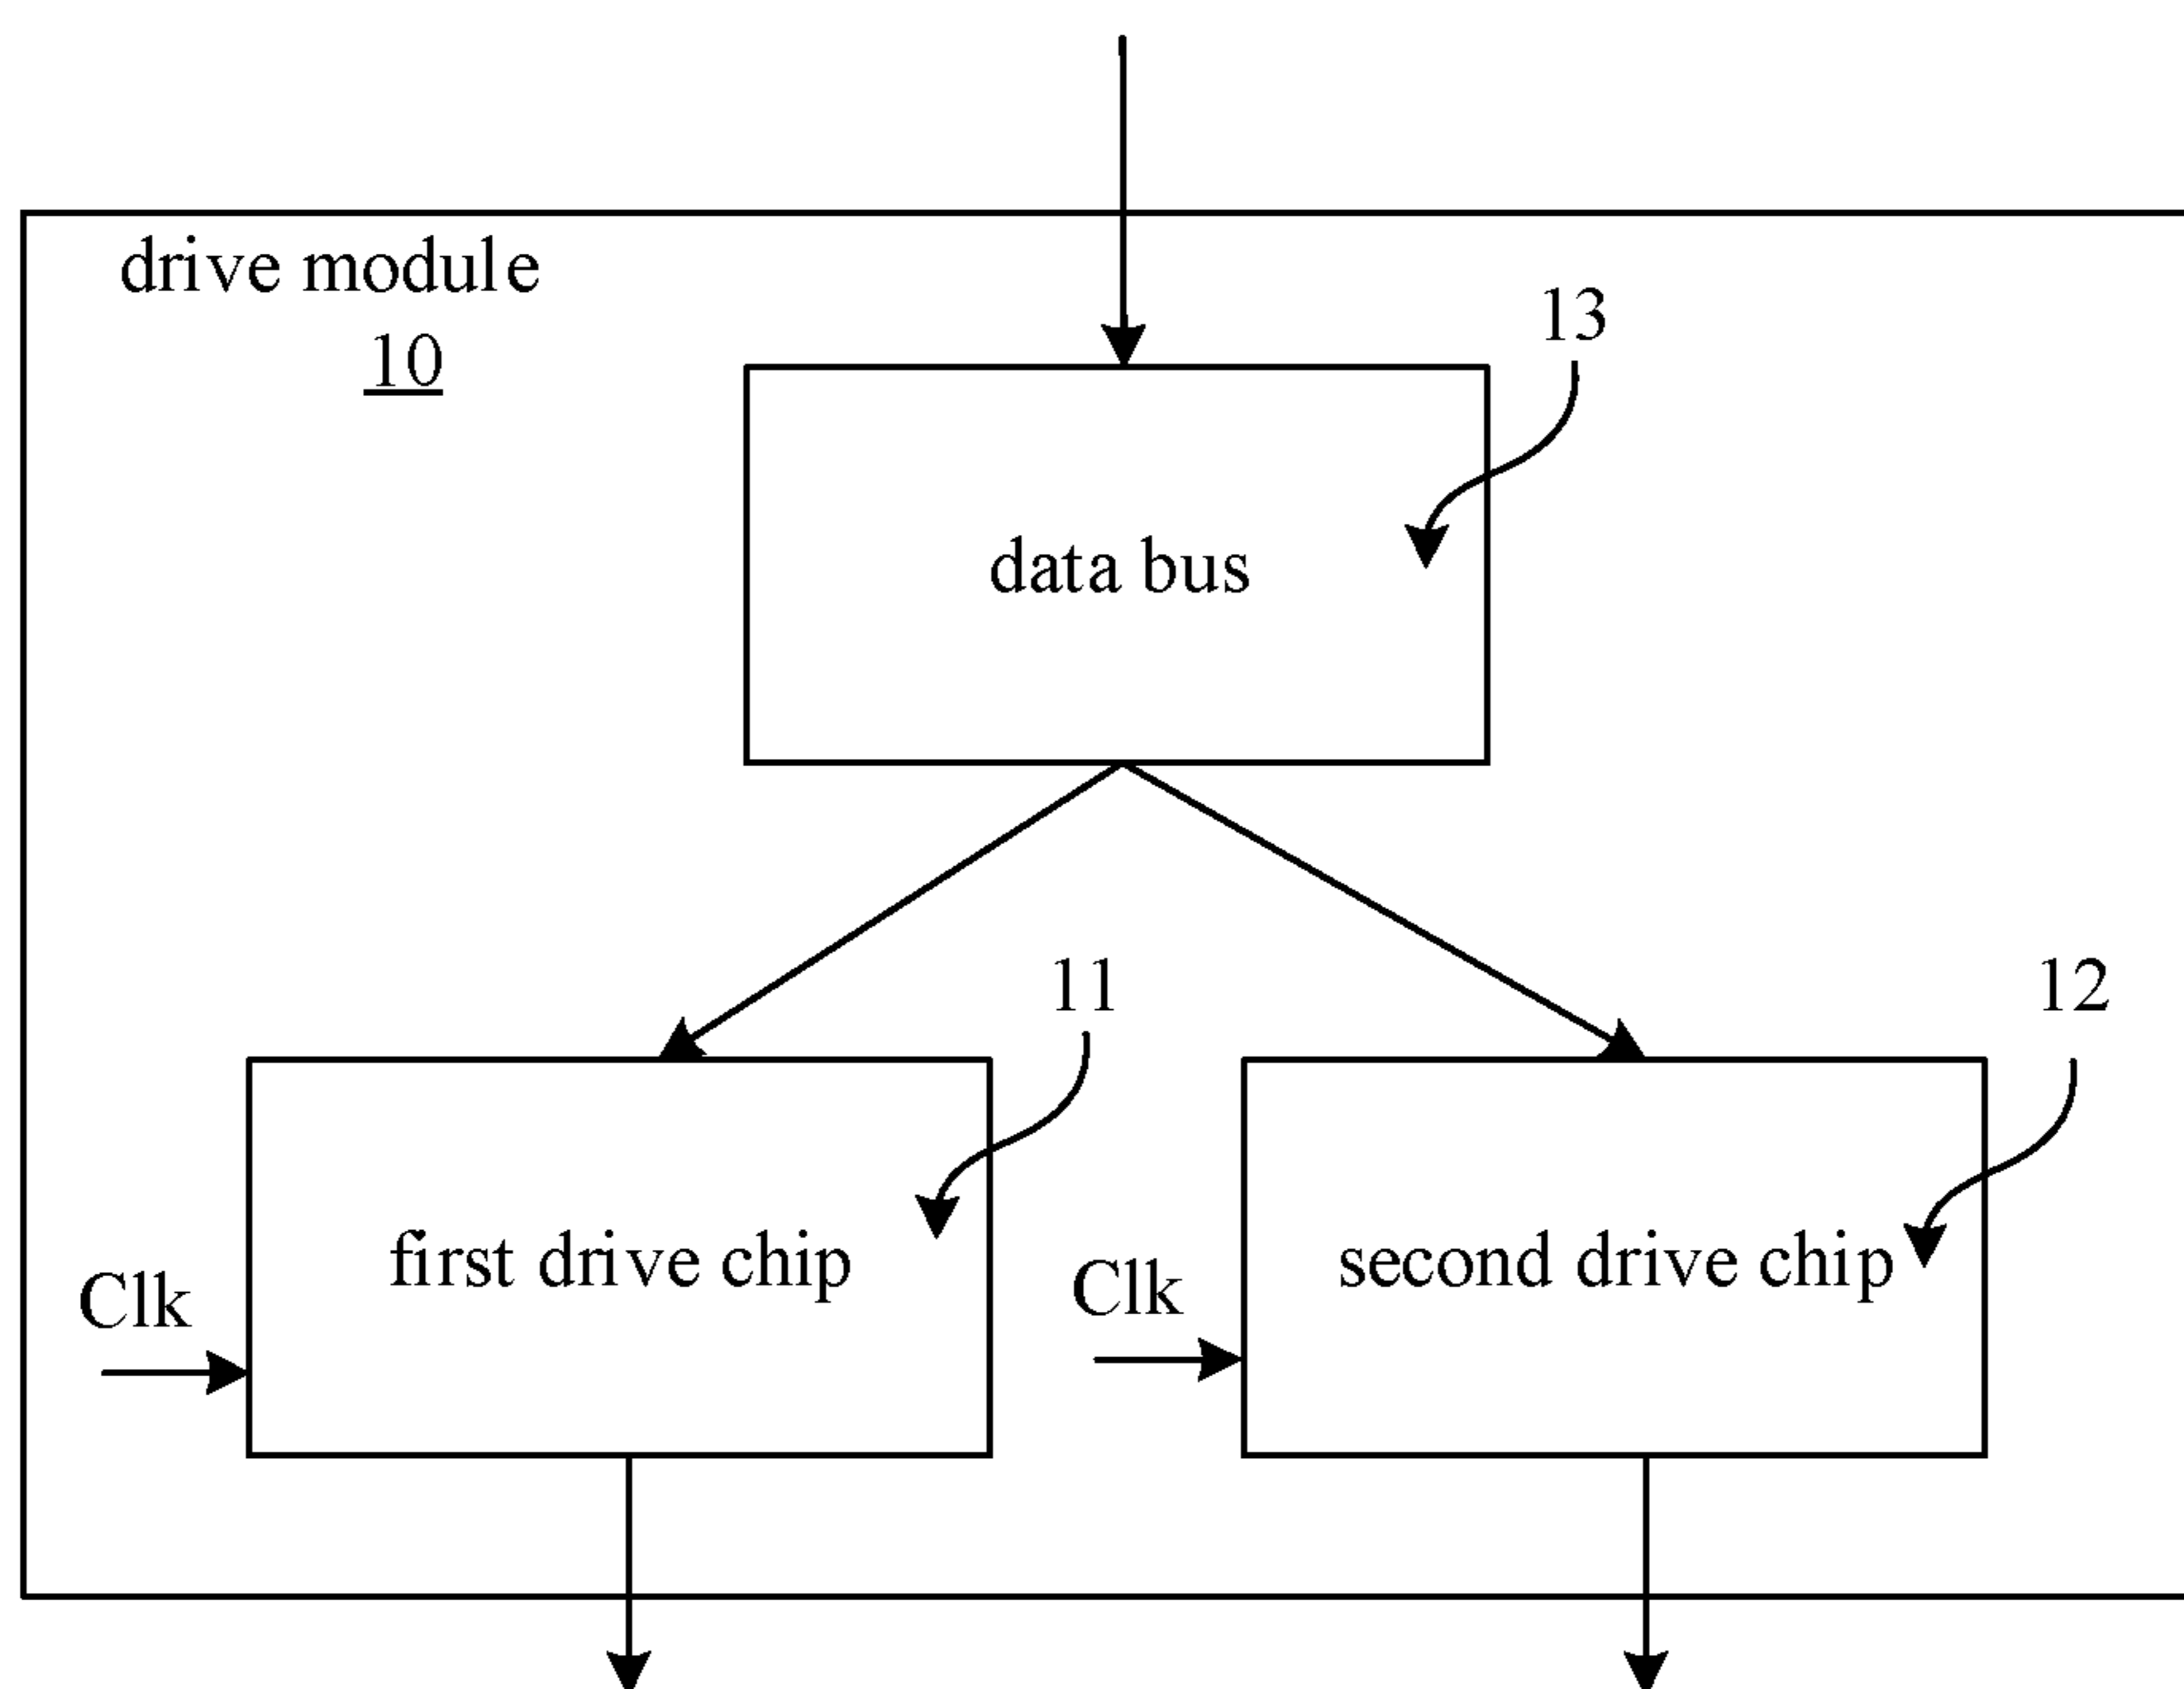 drive module
10
13
data bus
11
12
first drive chip
second drive chip
Clk
Clk